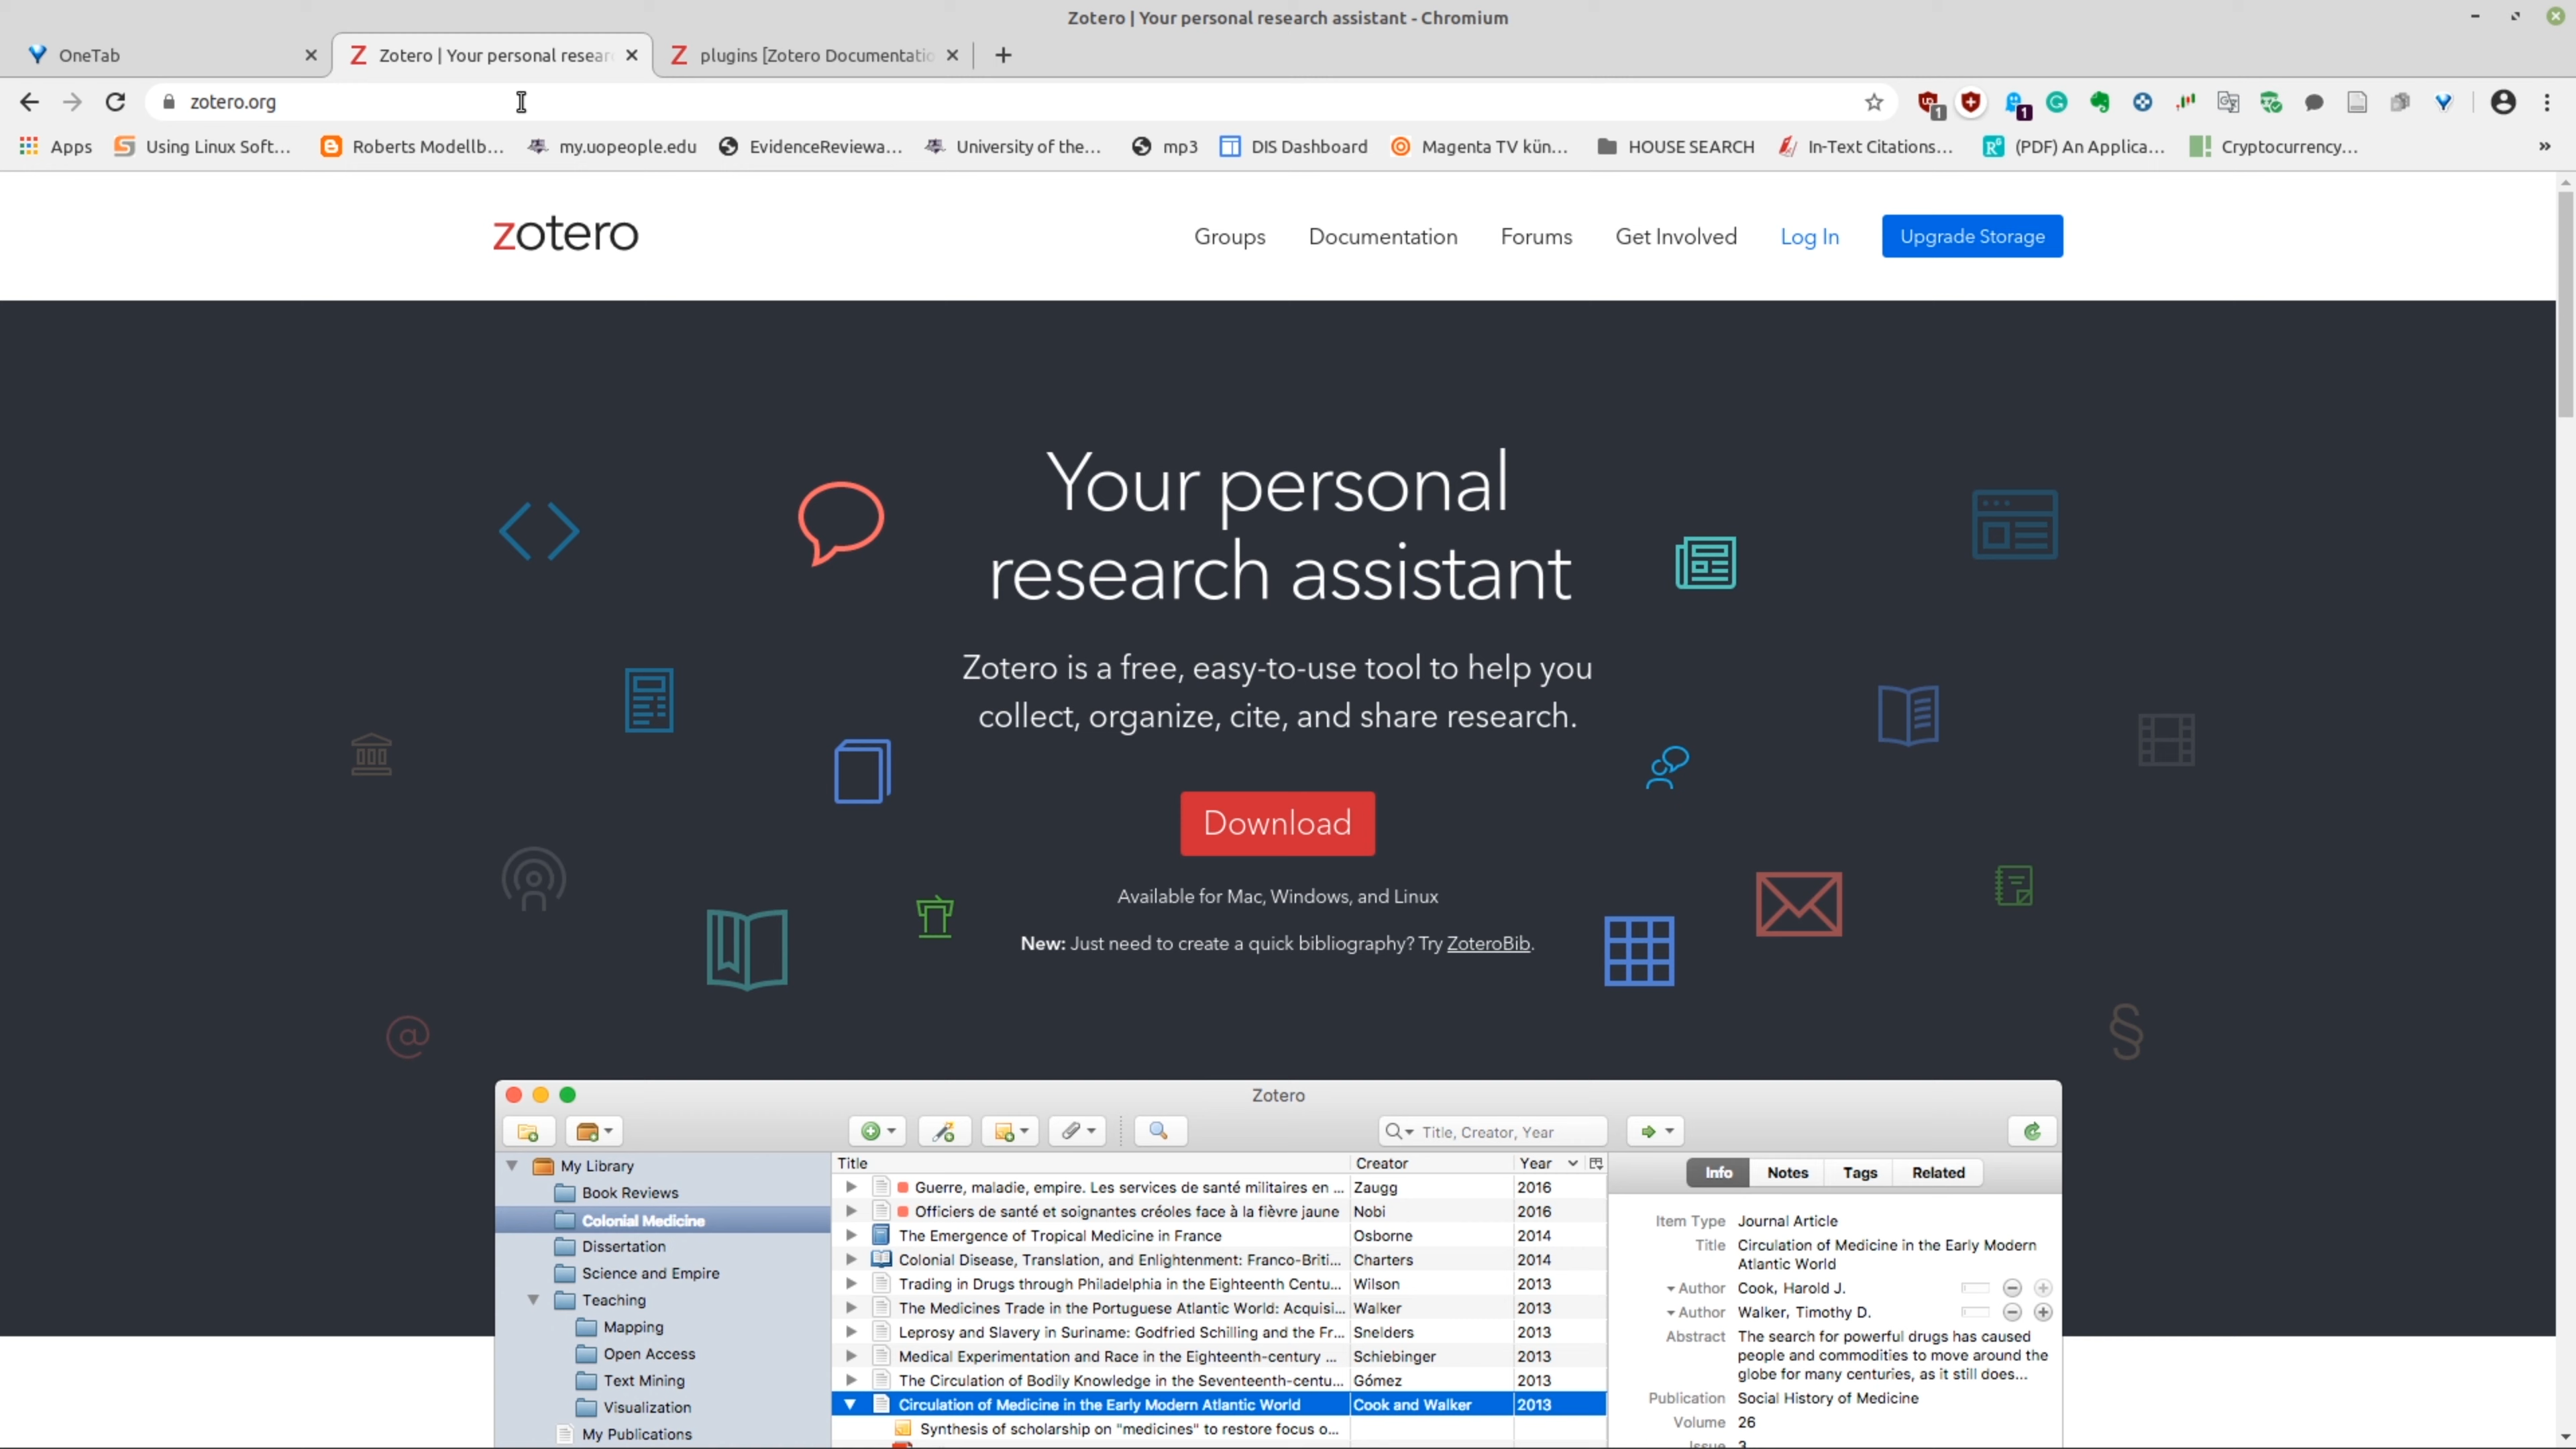 Zotero | Your personal research assistant - Chromium
OneTab
Zotero | Your personal resear
plugins [Zotero Documentatio
zotero.org
1
1
Apps
Using Linux Soft...
Roberts Modellb...
my.uopeople.edu
EvidenceReviewa...
University of the...
mp3
DIS Dashboard
Magenta TV kün...
HOUSE SEARCH
In-Text Citations...
(PDF) An Applica...
Cryptocurrency...
zotero
Groups
Documentation
Forums
Get Involved
Log In
Upgrade Storage
Your personal
research assistant
Zotero is a free, easy-to-use tool to help you
collect, organize, cite, and share research.
Download
Available for Mac, Windows, and Linux
New: Just need to create a quick bibliography? Try ZoteroBib.
Zotero
Title, Creator, Year
My Library
Book Reviews
Colonial Medicine
Dissertation
Science and Empire
Teaching
Mapping
Open Access
Text Mining
Visualization
My Publications
Title Creator Year
Guerre, maladie, empire. Les services de santé militaires en ... Zaugg 2016
Officiers de santé et soignantes créoles face à la fièvre jaune Nobi 2016
The Emergence of Tropical Medicine in France Osborne 2014
Colonial Disease, Translation, and Enlightenment: Franco-Briti... Charters 2014
Trading in Drugs through Philadelphia in the Eighteenth Centu... Wilson 2013
The Medicines Trade in the Portuguese Atlantic World: Acquisi... Walker 2013
Leprosy and Slavery in Suriname: Godfried Schilling and the Fr... Snelders 2013
Medical Experimentation and Race in the Eighteenth-century ... Schiebinger 2013
The Circulation of Bodily Knowledge in the Seventeenth-centu... Gómez 2013
Circulation of Medicine in the Early Modern Atlantic World Cook and Walker 2013
Synthesis of scholarship on "medicines" to restore focus o...
Info Notes Tags Related
Item Type Journal Article
Title Circulation of Medicine in the Early Modern
Atlantic World
Author Cook, Harold J.
Author Walker, Timothy D.
Abstract The search for powerful drugs has caused
people and commodities to move around the
globe for many centuries, as it still does...
Publication Social History of Medicine
Volume 26
Issue 3